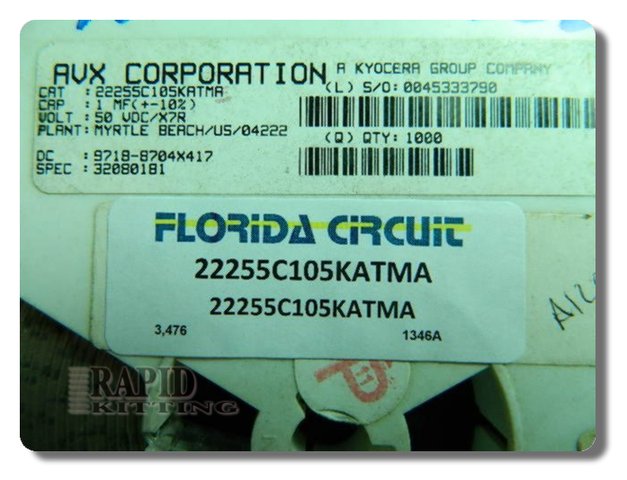 AVX CORPORATION A KYOCERA GROUP COMPANY
CAT : 22255C105KATMA (L) S/O: 0045333790
CAP : 1 MF(+-10%)
VOLT : 50 VDC/X7R
PLANT: MYRTLE BEACH/US/04222 (Q) QTY: 1000
DC : 9718-8704X417
SPEC : 32080181
FLORIDA CIRCUIT
22255C105KATMA
22255C105KATMA
3,476 1346A
RAPID
KITTING